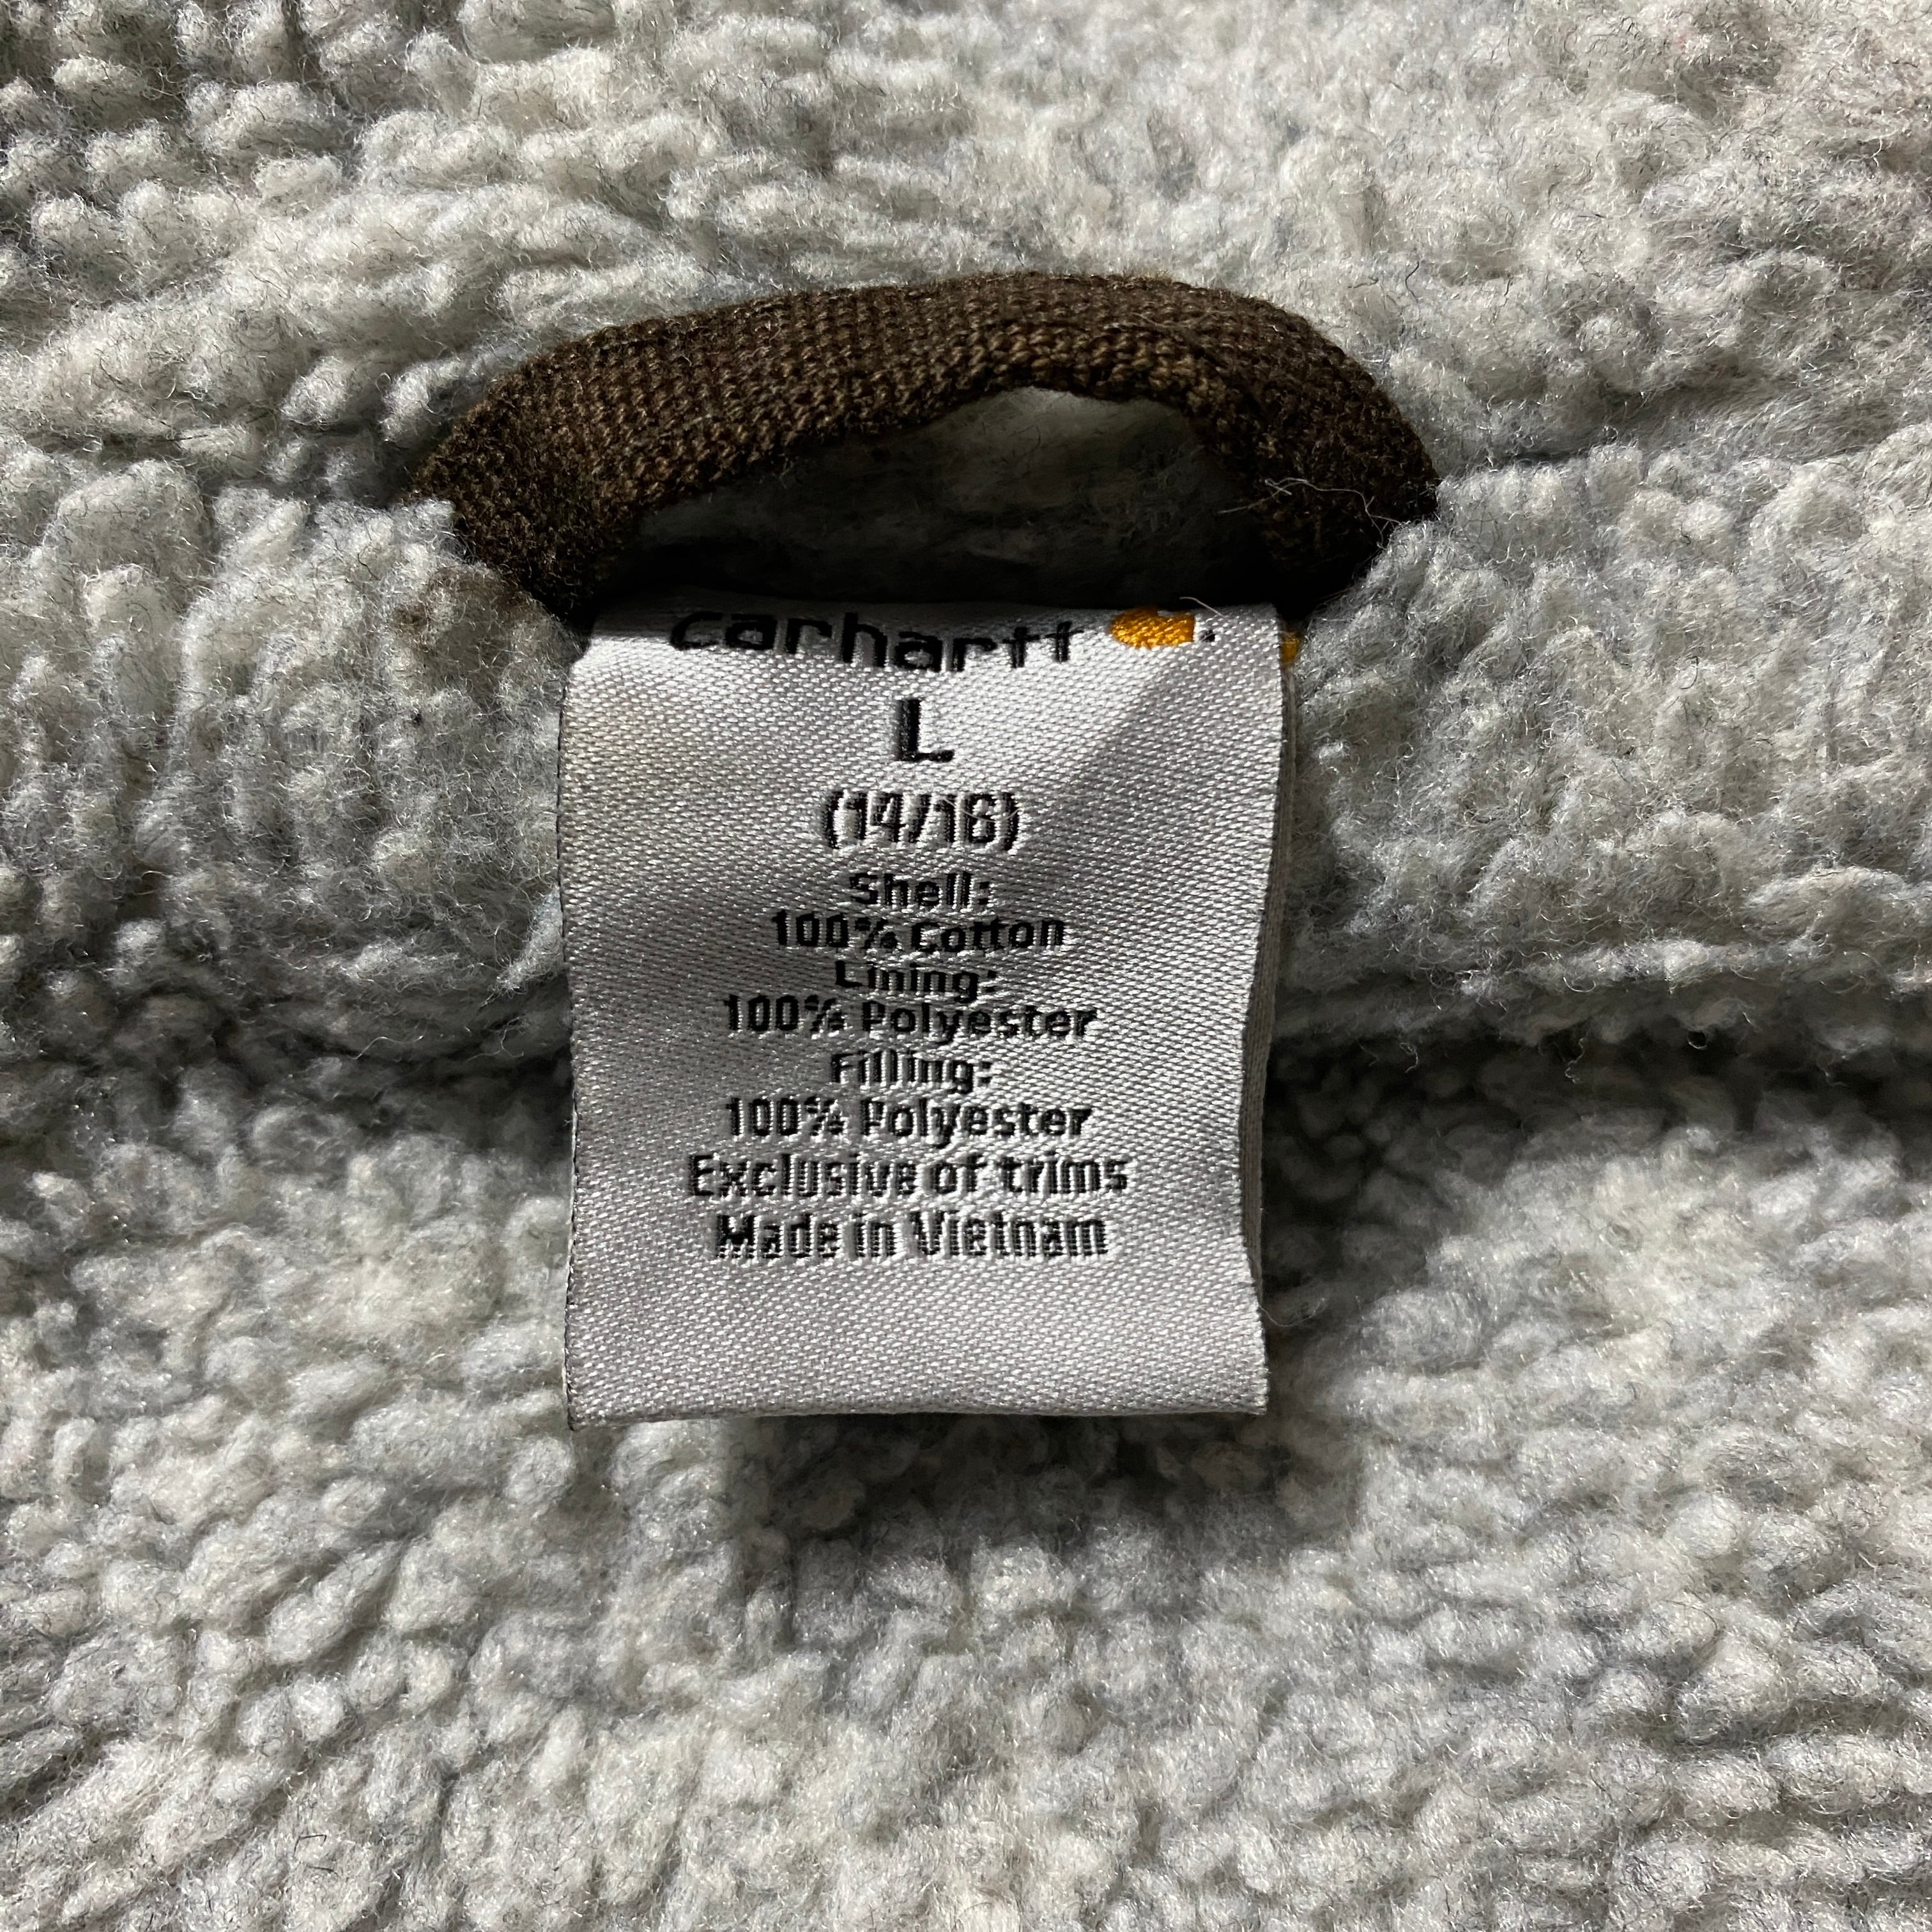 carhartt
L
(14/16)
Shell:
100% Cotton
Lining:
100% Polyester
Filling:
100% Polyester
Exclusive of trims
Made in Vietnam